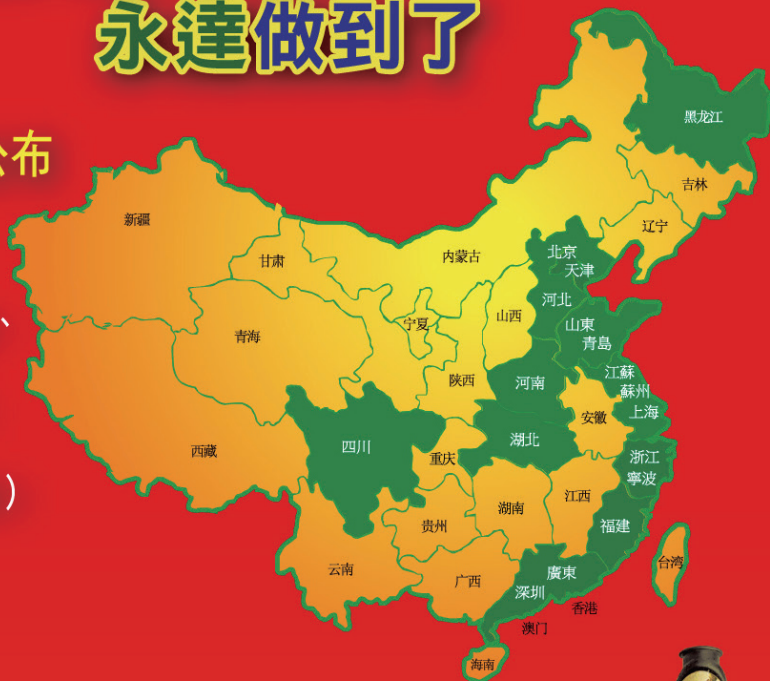 永達做到了
布
黑龙江
吉林
辽宁
新疆
甘肃
内蒙古
北京
天津
河北
山西
宁夏
青海
山東
青島
陕西
河南
江蘇
蘇州
上海
安徽
西藏
四川
重庆
湖北
浙江
寧波
湖南
江西
贵州
福建
云南
广西
廣東
深圳
台湾
香港
澳门
海南
、
）